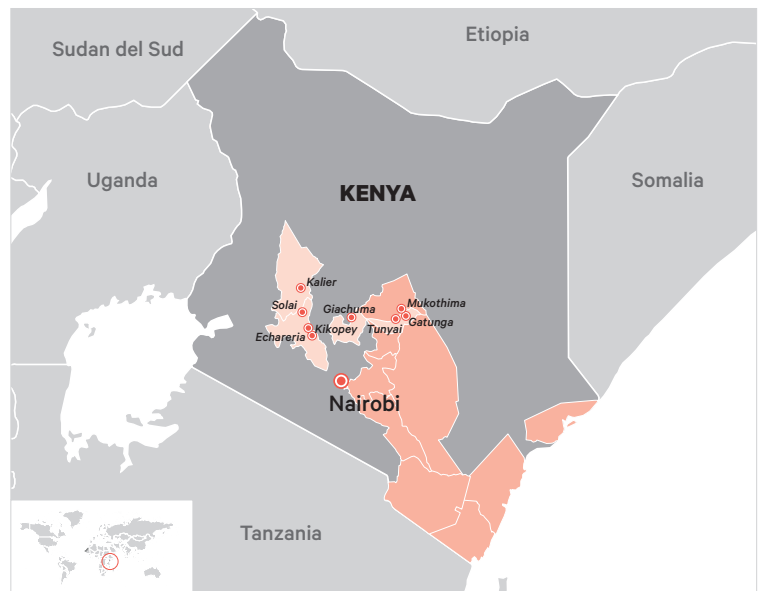 Etiopia
Sudan del Sud
Uganda
Somalia
KENYA
Kalier
Solai
Giachuma
Mukothima
Kikopey
Tunyai
Gatunga
Echareria
Nairobi
Tanzania